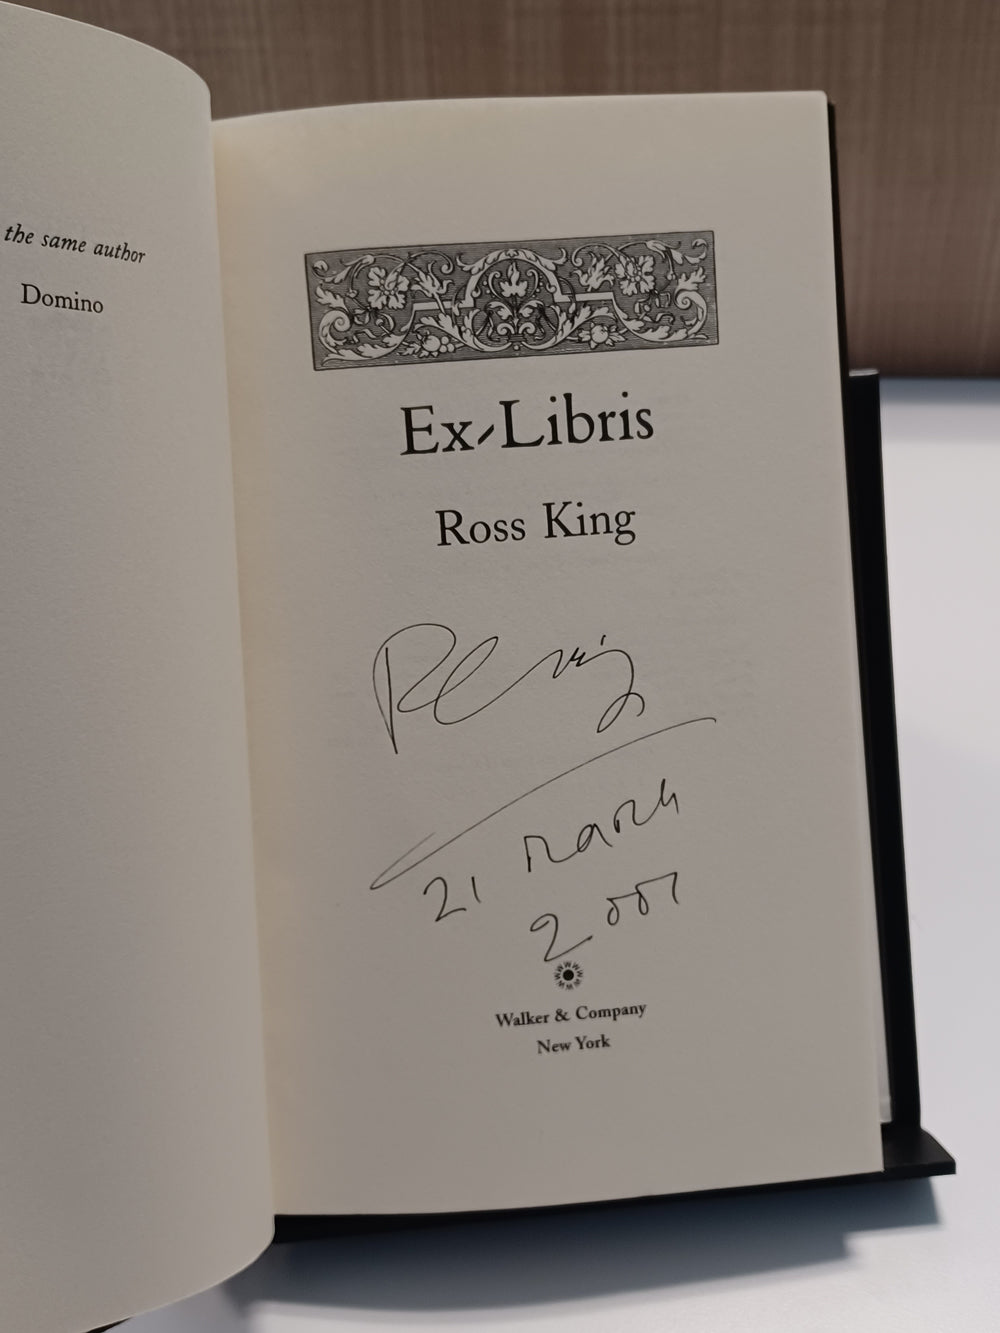 the same author
Domino
Ex-Libris
Ross King
21 March
2001
Walker & Company
New York